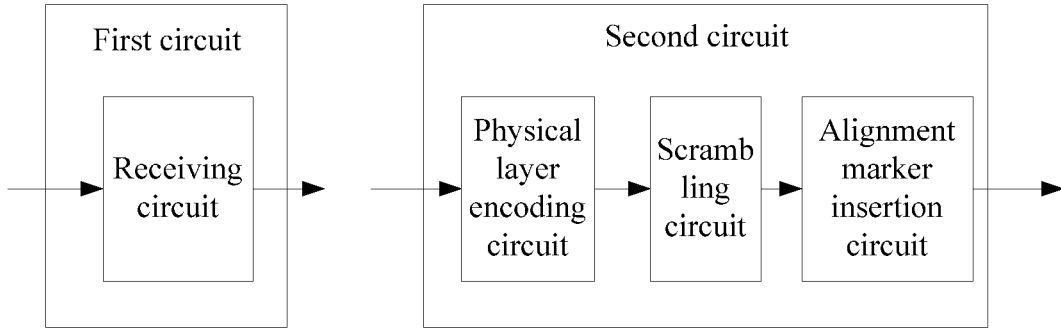 First circuit
Receiving
circuit
Second circuit
Physical
layer
encoding
circuit
Scramb
ling
circuit
Alignment
marker
insertion
circuit